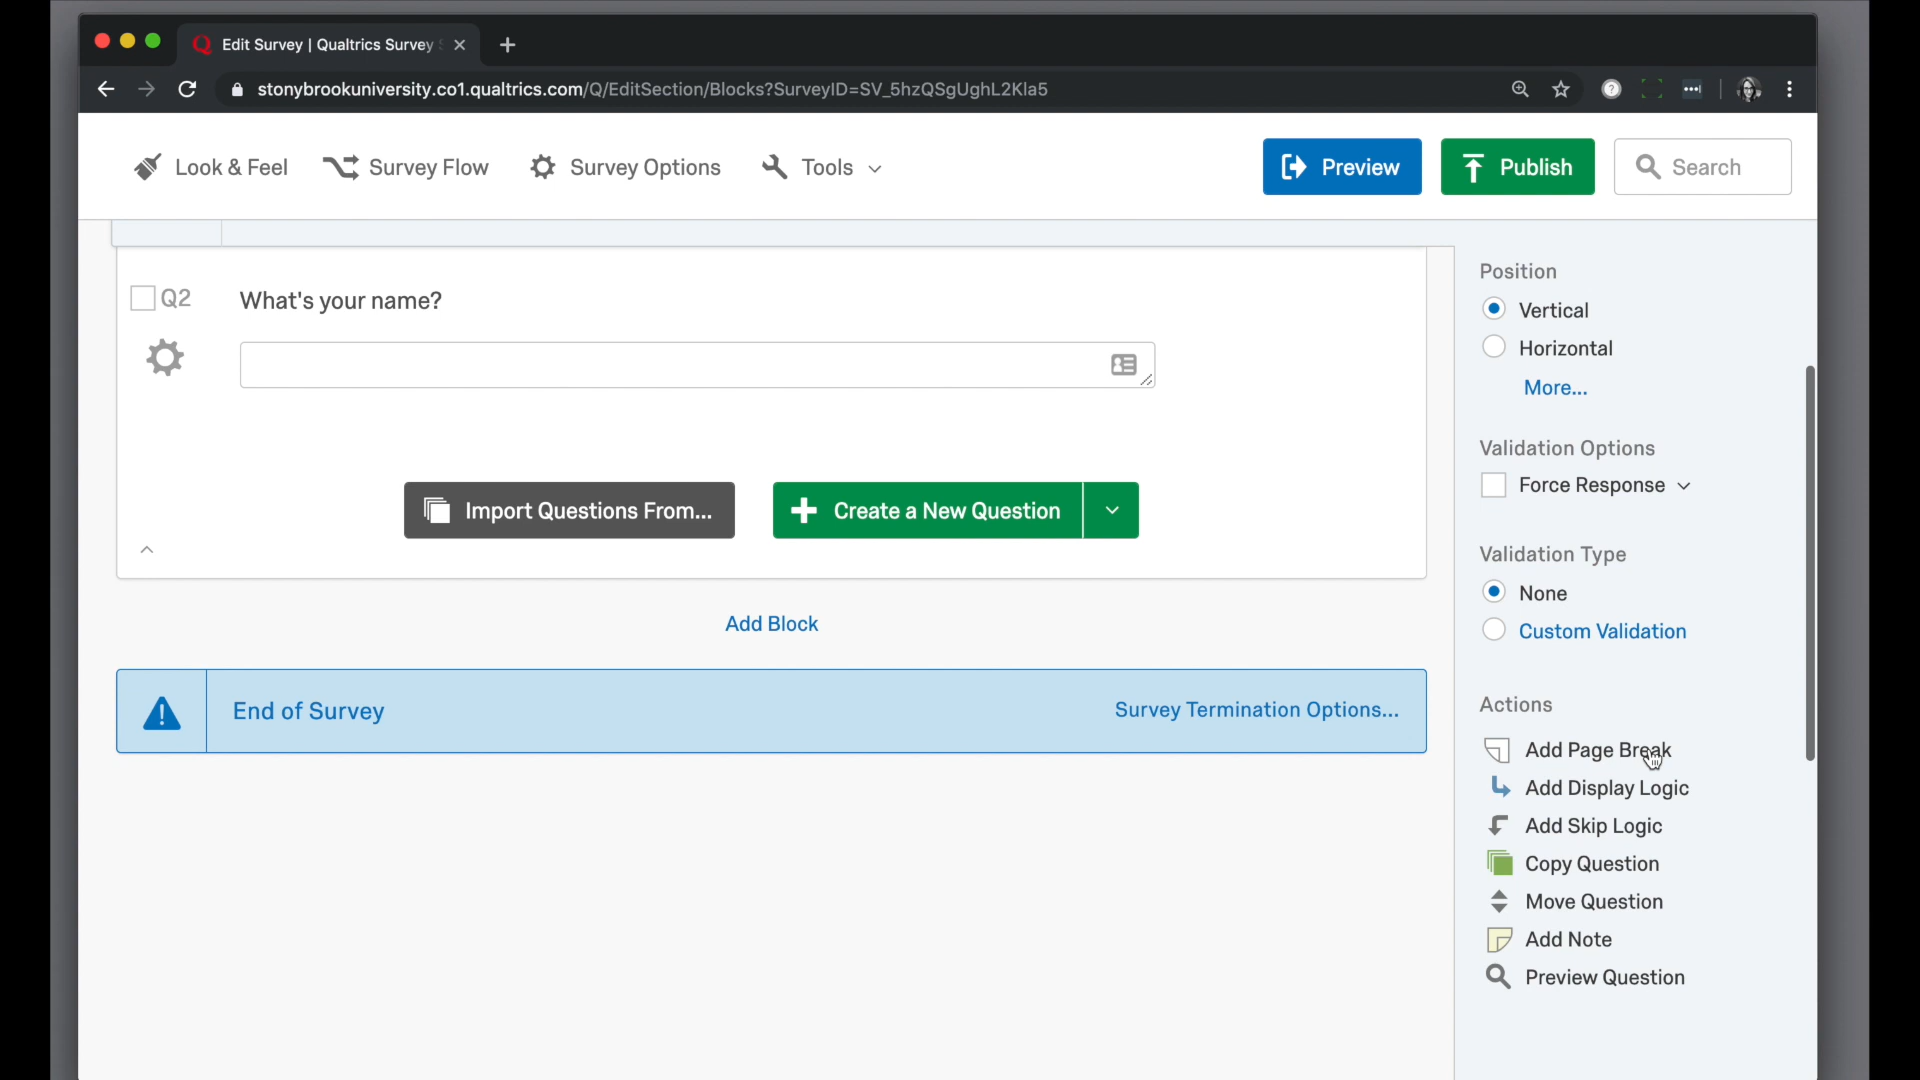 Edit Survey | Qualtrics Survey
stonybrookuniversity.co1.qualtrics.com/Q/EditSection/Blocks?SurveyID=SV_5hzQSgUghL2Kla5
Look & Feel Survey Flow Survey Options Tools Preview Publish Search
Position
Q2 What's your name?
Vertical
Horizontal
More...
Validation Options
Force Response
Import Questions From... Create a New Question
Validation Type
None
Add Block
Custom Validation
End of Survey Survey Termination Options...
Actions
Add Page Break
Add Display Logic
Add Skip Logic
Copy Question
Move Question
Add Note
Preview Question